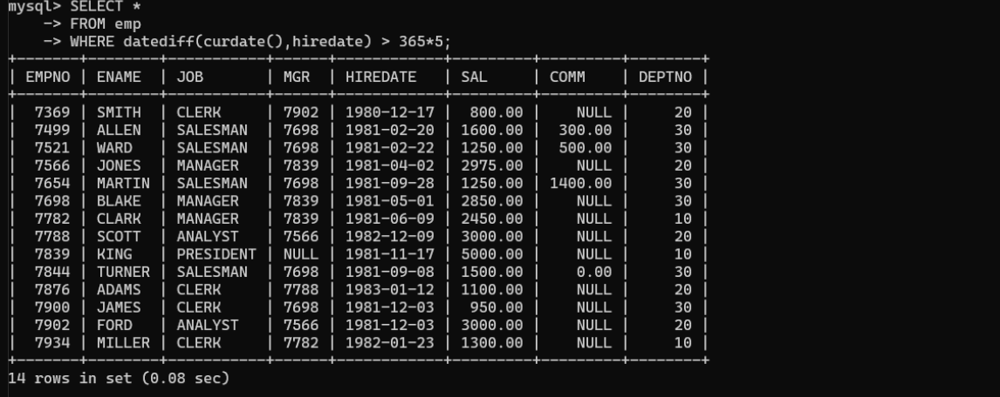 mysql> SELECT *
    -> FROM emp
    -> WHERE datediff(curdate(),hiredate) > 365*5;
+-------+--------+-----------+------+------------+---------+---------+--------+
| EMPNO | ENAME  | JOB       | MGR  | HIREDATE   | SAL     | COMM    | DEPTNO |
+-------+--------+-----------+------+------------+---------+---------+--------+
|  7369 | SMITH  | CLERK     | 7902 | 1980-12-17 |  800.00 |    NULL |     20 |
|  7499 | ALLEN  | SALESMAN  | 7698 | 1981-02-20 | 1600.00 |  300.00 |     30 |
|  7521 | WARD   | SALESMAN  | 7698 | 1981-02-22 | 1250.00 |  500.00 |     30 |
|  7566 | JONES  | MANAGER   | 7839 | 1981-04-02 | 2975.00 |    NULL |     20 |
|  7654 | MARTIN | SALESMAN  | 7698 | 1981-09-28 | 1250.00 | 1400.00 |     30 |
|  7698 | BLAKE  | MANAGER   | 7839 | 1981-05-01 | 2850.00 |    NULL |     30 |
|  7782 | CLARK  | MANAGER   | 7839 | 1981-06-09 | 2450.00 |    NULL |     10 |
|  7788 | SCOTT  | ANALYST   | 7566 | 1982-12-09 | 3000.00 |    NULL |     20 |
|  7839 | KING   | PRESIDENT | NULL | 1981-11-17 | 5000.00 |    NULL |     10 |
|  7844 | TURNER | SALESMAN  | 7698 | 1981-09-08 | 1500.00 |    0.00 |     30 |
|  7876 | ADAMS  | CLERK     | 7788 | 1983-01-12 | 1100.00 |    NULL |     20 |
|  7900 | JAMES  | CLERK     | 7698 | 1981-12-03 |  950.00 |    NULL |     30 |
|  7902 | FORD   | ANALYST   | 7566 | 1981-12-03 | 3000.00 |    NULL |     20 |
|  7934 | MILLER | CLERK     | 7782 | 1982-01-23 | 1300.00 |    NULL |     10 |
+-------+--------+-----------+------+------------+---------+---------+--------+
14 rows in set (0.08 sec)